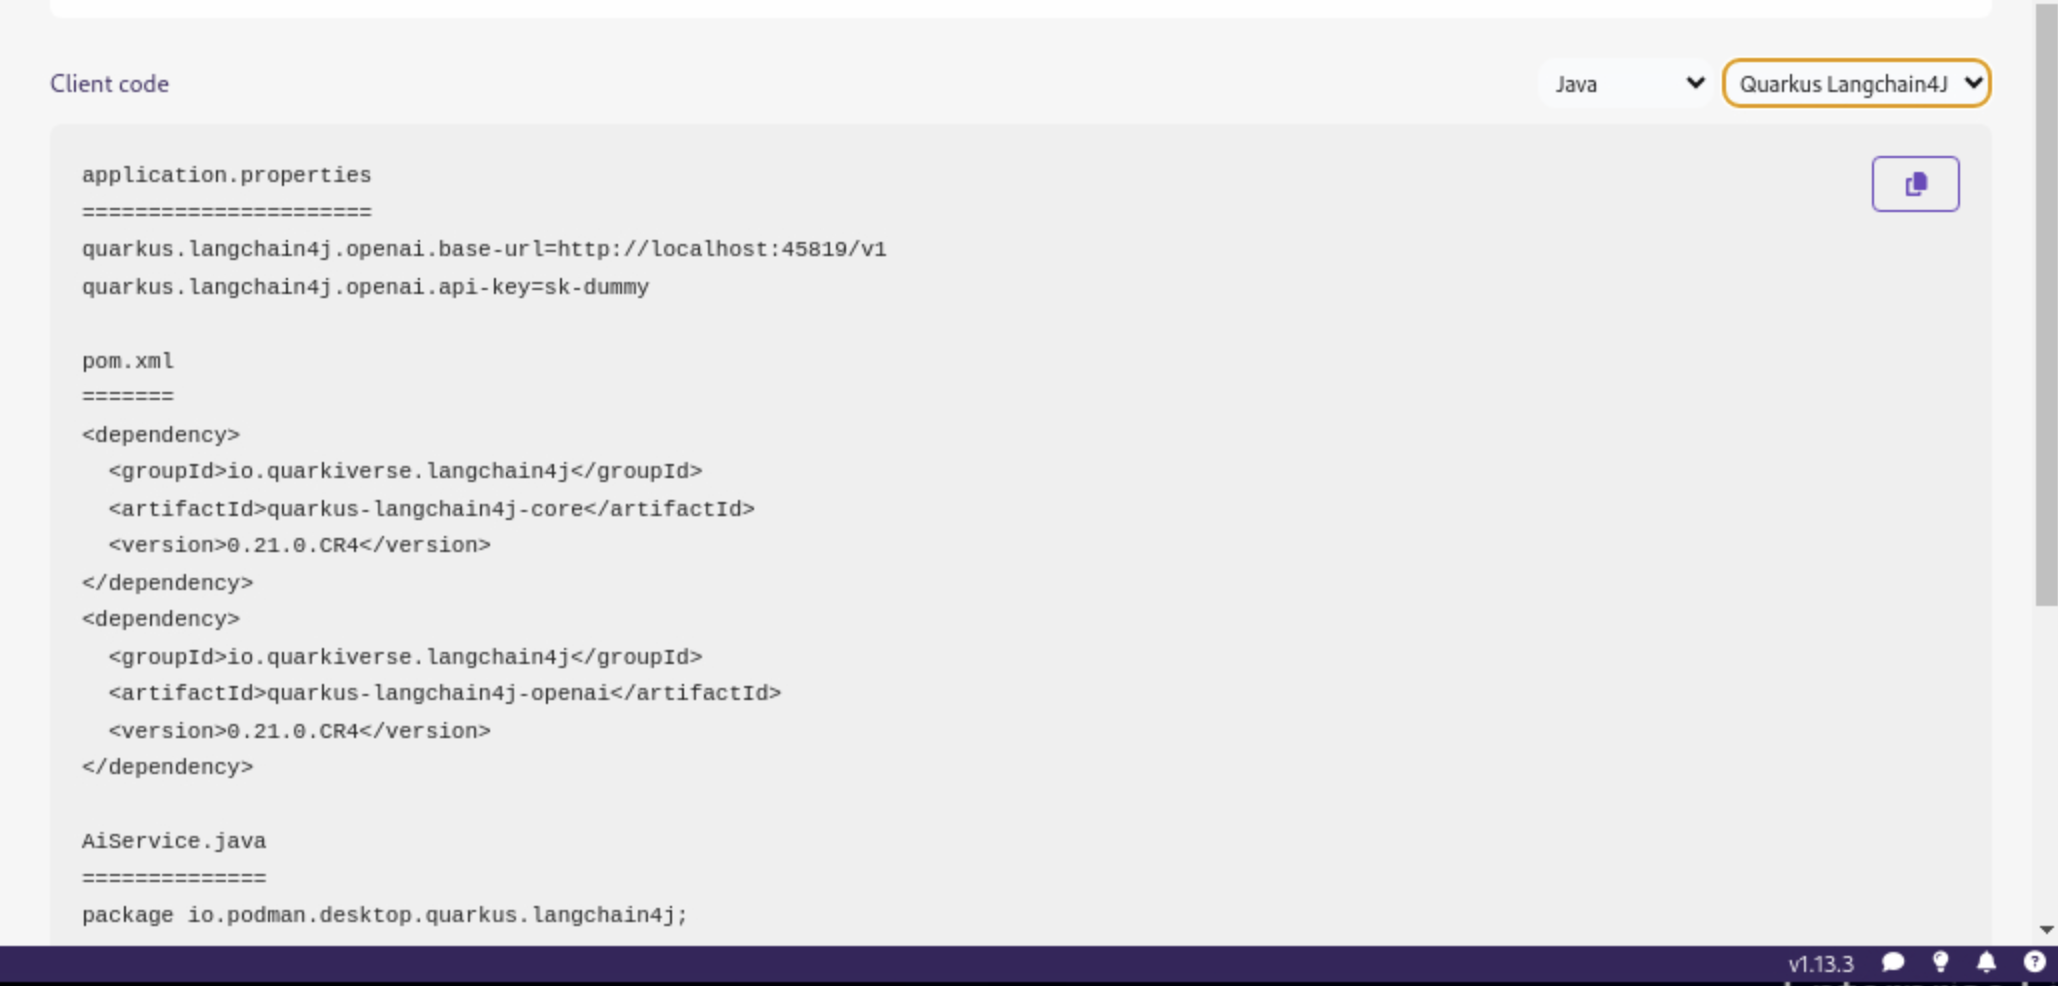 Client code
Java
Quarkus Langchain4J
application.properties
======================
quarkus.langchain4j.openai.base-url=http://localhost:45819/v1
quarkus.langchain4j.openai.api-key=sk-dummy
pom.xml
=======
<dependency>
  <groupId>io.quarkiverse.langchain4j</groupId>
  <artifactId>quarkus-langchain4j-core</artifactId>
  <version>0.21.0.CR4</version>
</dependency>
<dependency>
  <groupId>io.quarkiverse.langchain4j</groupId>
  <artifactId>quarkus-langchain4j-openai</artifactId>
  <version>0.21.0.CR4</version>
</dependency>
AiService.java
==============
package io.podman.desktop.quarkus.langchain4j;
v1.13.3